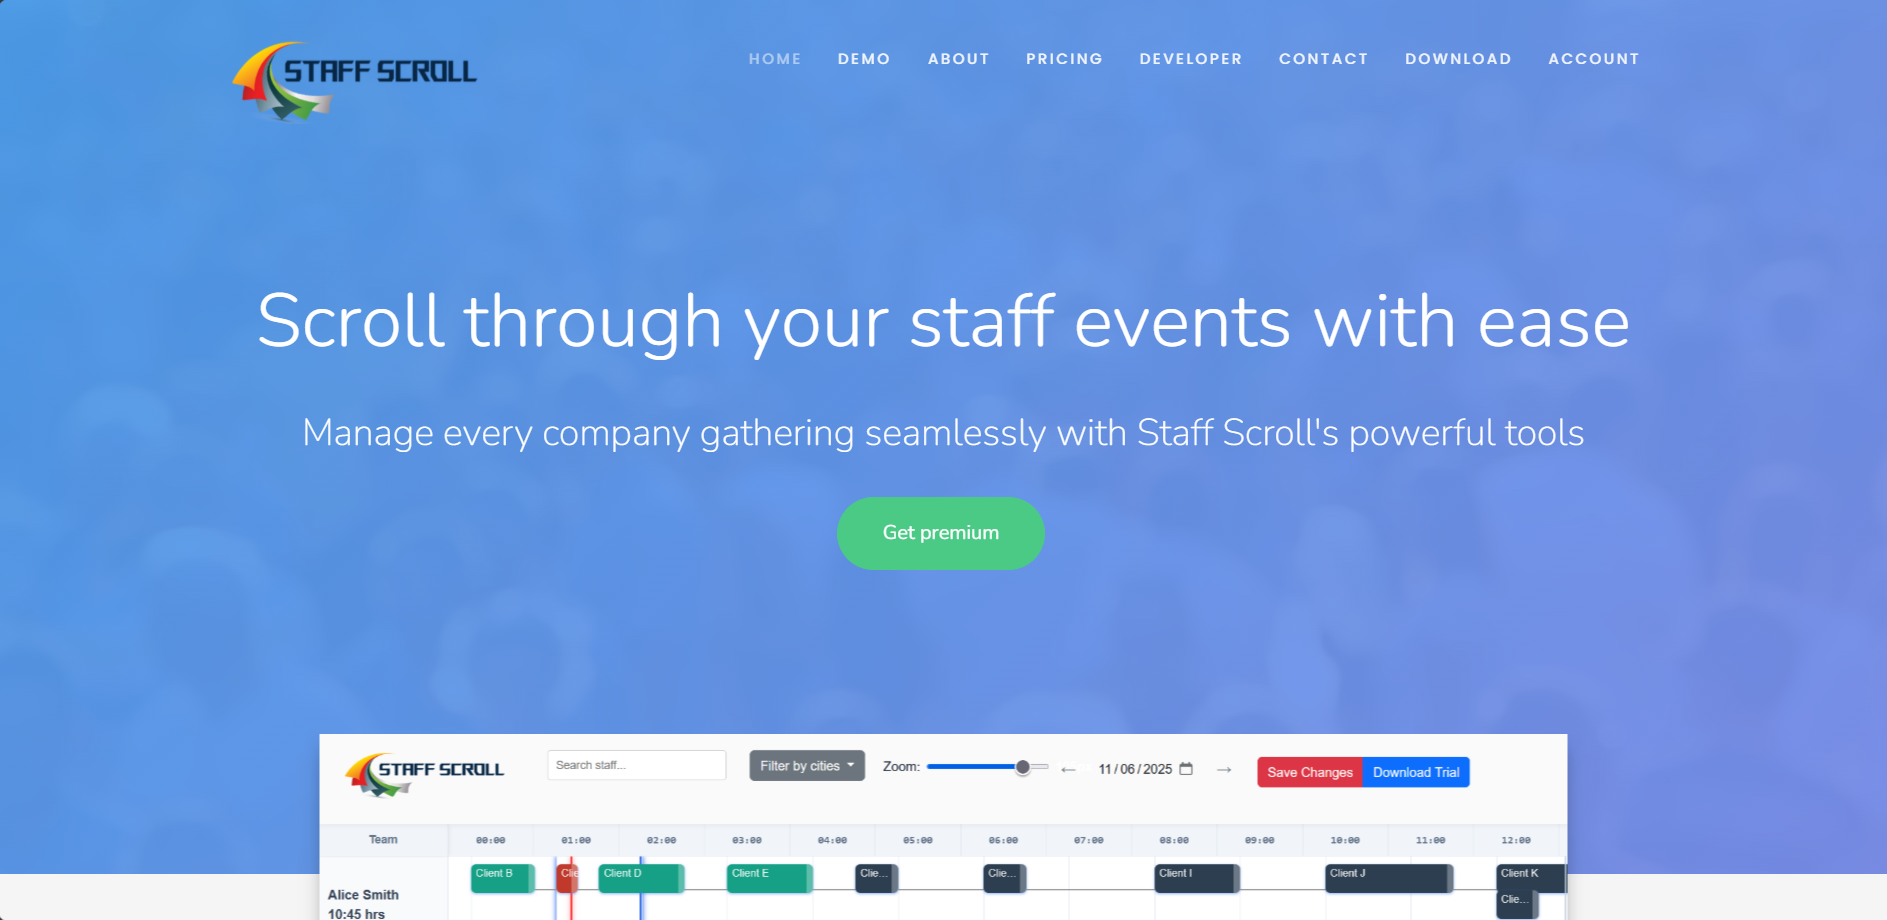 STAFF SCROLL
HOME DEMO ABOUT PRICING DEVELOPER CONTACT DOWNLOAD ACCOUNT
Scroll through your staff events with ease
Manage every company gathering seamlessly with Staff Scroll's powerful tools
Get premium
STAFF SCROLL
Search staff...
Filter by cities
Zoom:
← 11/06/2025 →
Save Changes Download Trial
Team 00:00 01:00 02:00 03:00 04:00 05:00 06:00 07:00 08:00 09:00 10:00 11:00 12:00
Client B Clie Client D Client E Clie... Clie... Client I Client J Client K
Alice Smith Clie...
10:45 hrs